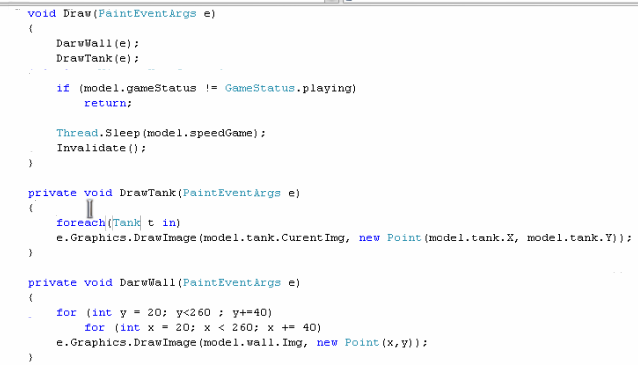 void Draw(PaintEventArgs e)
{
DarwWall(e);
DrawTank(e);
if (model.gameStatus != GameStatus.playing)
return;
Thread.Sleep(model.speedGame);
Invalidate();
}
private void DrawTank(PaintEventArgs e)
{
foreach(Tank t in)
e.Graphics.DrawImage(model.tank.CurentImg, new Point(model.tank.X, model.tank.Y));
}
private void DarwWall(PaintEventArgs e)
{
for (int y = 20; y<260 ; y+=40)
for (int x = 20; x < 260; x += 40)
e.Graphics.DrawImage(model.wall.Img, new Point(x,y));
}